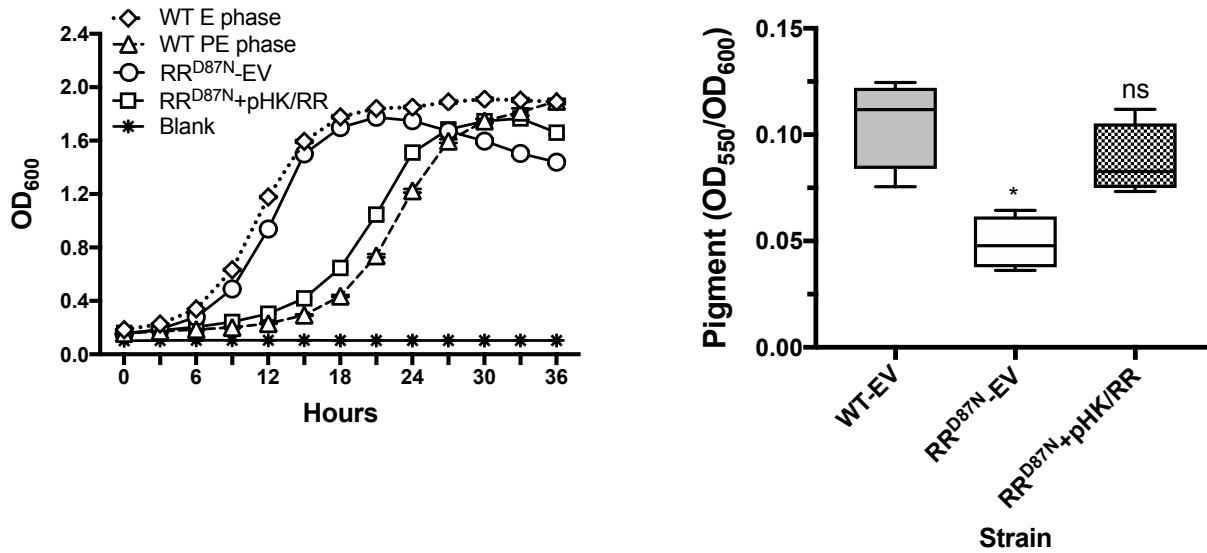 WT E phase
WT PE phase
RR^D87N-EV
RR^D87N+pHK/RR
Blank
2.4
2.0
1.6
1.2
0.8
0.4
0.0
OD600
0 6 12 18 24 30 36
Hours
0.15
0.10
0.05
0.00
Pigment (OD550/OD600)
*
ns
WT-EV
RR^D87N-EV
RR^D87N+pHK/RR
Strain